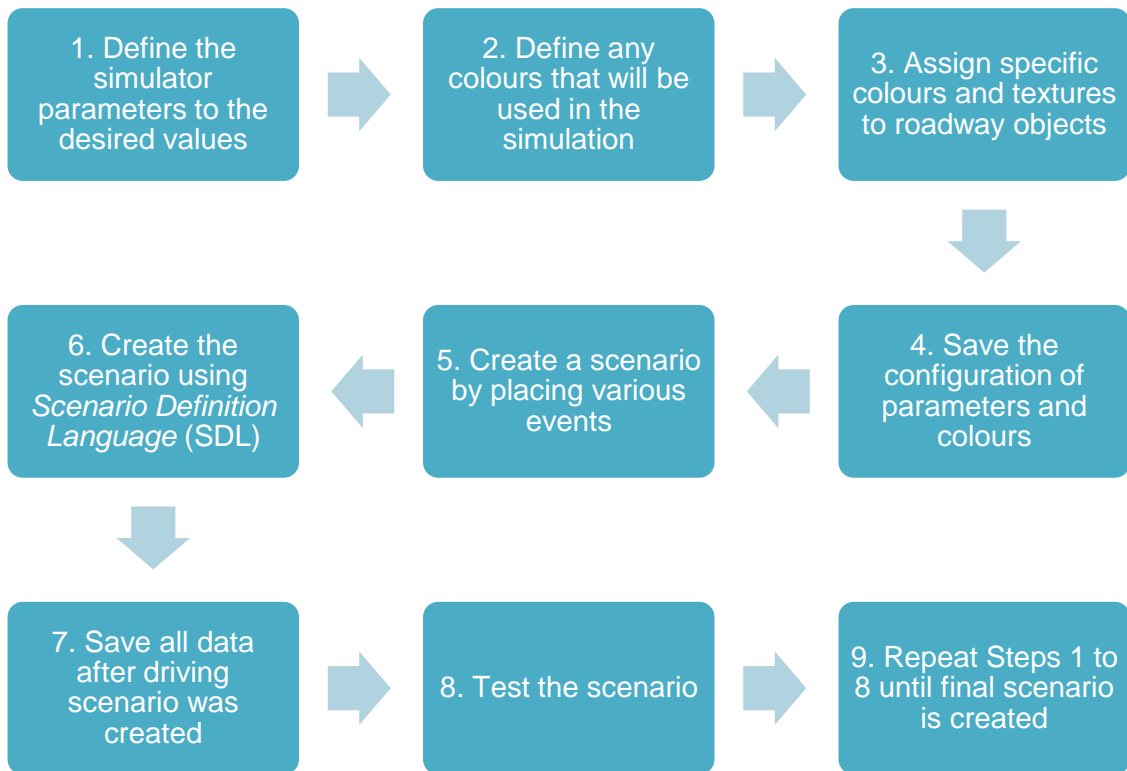 1. Define the
simulator
parameters to the
desired values
2. Define any
colours that will be
used in the
simulation
3. Assign specific
colours and textures
to roadway objects
4. Save the
configuration of
parameters and
colours
5. Create a scenario
by placing various
events
6. Create the
scenario using
Scenario Definition
Language (SDL)
7. Save all data
after driving
scenario was
created
8. Test the scenario
9. Repeat Steps 1 to
8 until final scenario
is created